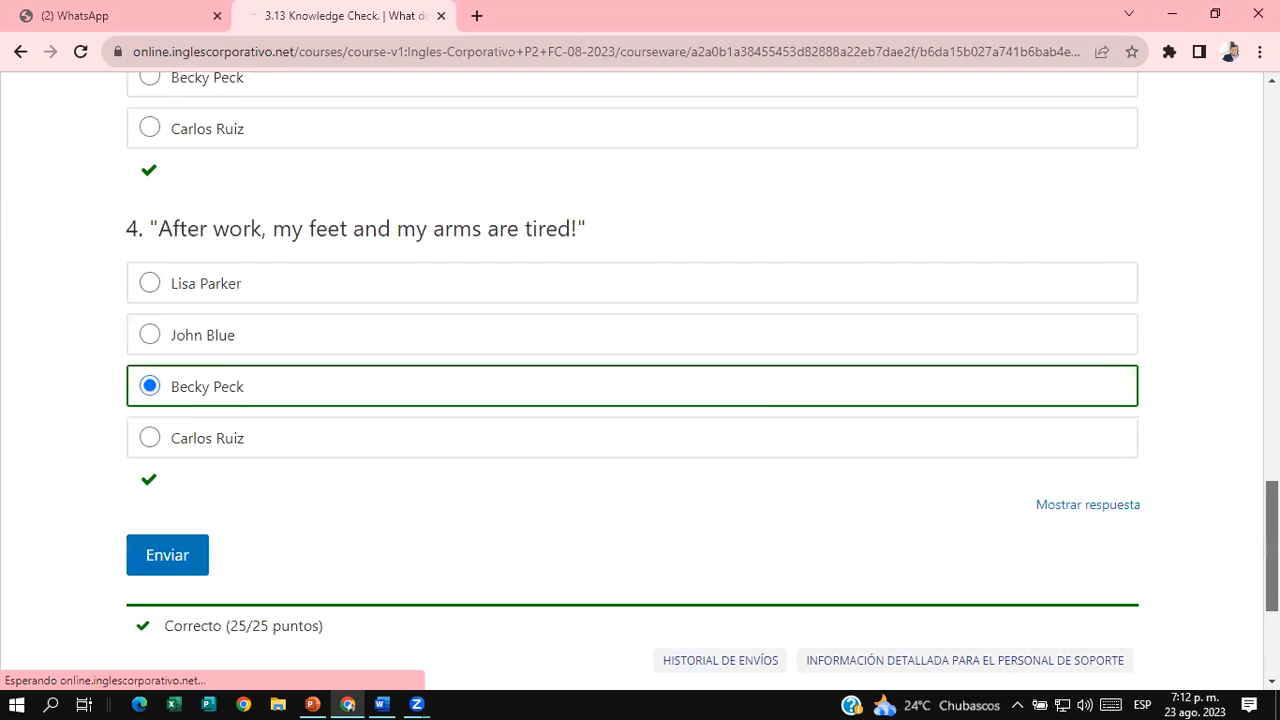 (2) WhatsApp
3.13 Knowledge Check. | What do
online.inglescorporativo.net/courses/course-v1:Ingles-Corporativo+P2+FC-08-2023/courseware/a2a0b1a38455453d82888a22eb7dae2f/b6da15b027a741b6bab4e...
Becky Peck
Carlos Ruiz
4. "After work, my feet and my arms are tired!"
Lisa Parker
John Blue
Becky Peck
Carlos Ruiz
Mostrar respuesta
Enviar
Correcto (25/25 puntos)
HISTORIAL DE ENVÍOS
INFORMACIÓN DETALLADA PARA EL PERSONAL DE SOPORTE
Esperando online.inglescorporativo.net...
24°C Chubascos
ESP
7:12 p. m.
23 ago. 2023